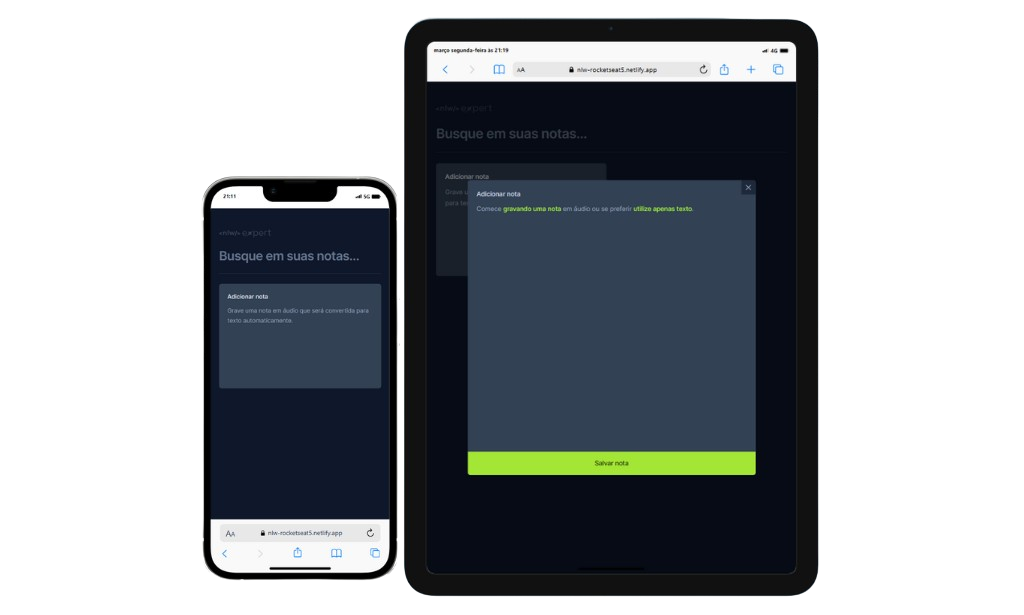 21:11
5G
<nlw> expert
Busque em suas notas...
Adicionar nota
Grave uma nota em áudio que será convertida para
texto automaticamente.
AA
nlw-rocketseat5.netlify.app
março segunda-feira às 21:19
4G
AA
nlw-rocketseat5.netlify.app
<nlw> expert
Busque em suas notas...
Adicionar nota
Grave u
para te
Adicionar nota
Comece gravando uma nota em áudio ou se preferir utilize apenas texto.
Salvar nota